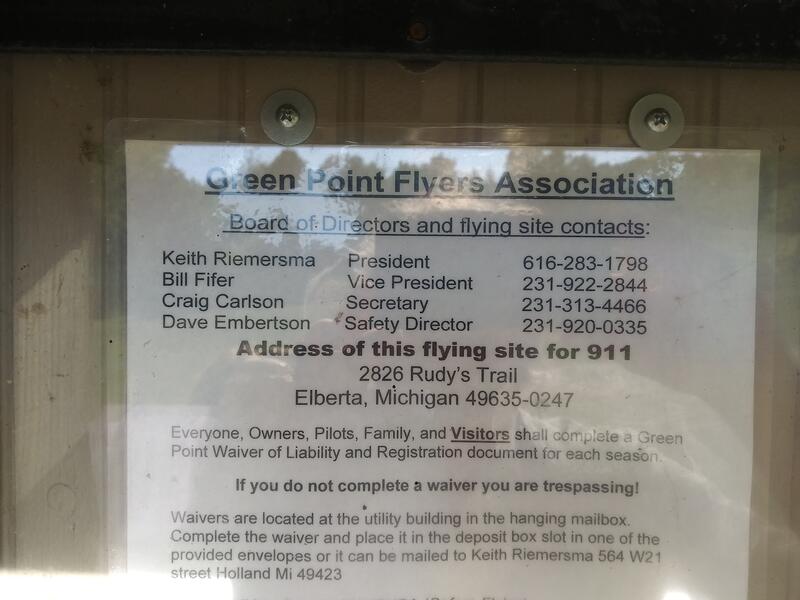 Green Point Flyers Association
Board of Directors and flying site contacts:
Keith Riemersma President 616-283-1798
Bill Fifer Vice President 231-922-2844
Craig Carlson Secretary 231-313-4466
Dave Embertson Safety Director 231-920-0335
Address of this flying site for 911
2826 Rudy's Trail
Elberta, Michigan 49635-0247
Everyone, Owners, Pilots, Family, and Visitors shall complete a Green
Point Waiver of Liability and Registration document for each season.
If you do not complete a waiver you are trespassing!
Waivers are located at the utility building in the hanging mailbox.
Complete the waiver and place it in the deposit box slot in one of the
provided envelopes or it can be mailed to Keith Riemersma 564 W21
street Holland Mi 49423